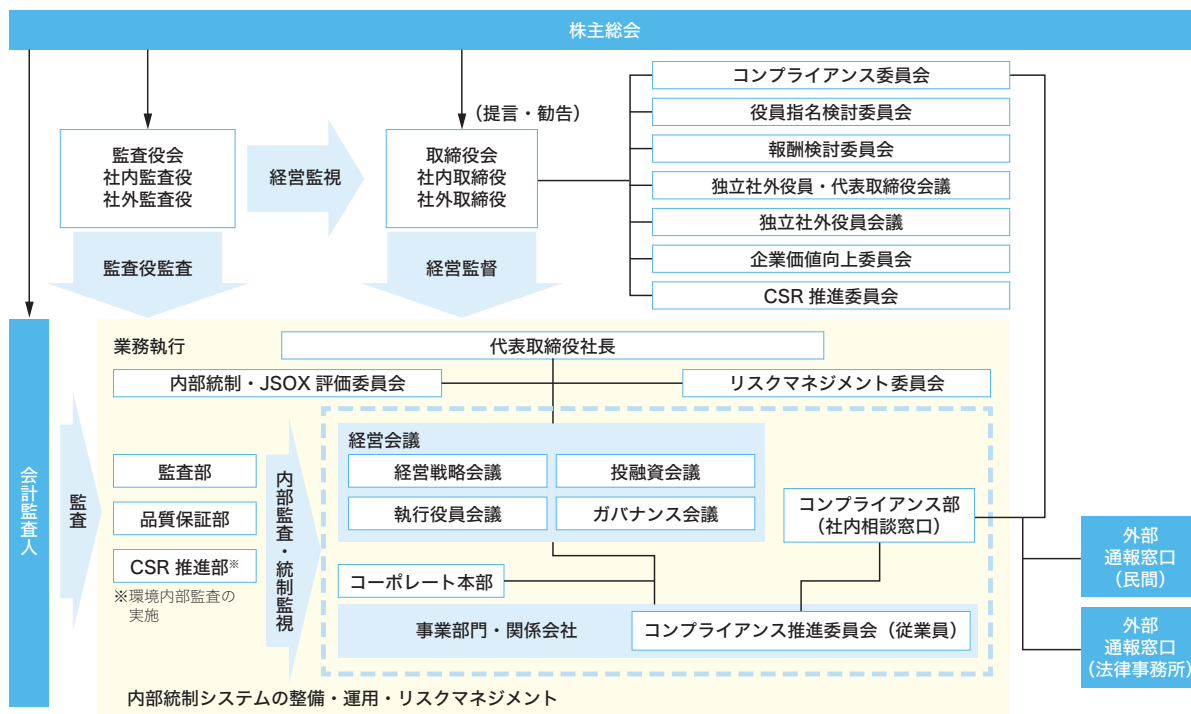 株主総会
(提言・勧告)
監査役会
社内監査役
社外監査役
経営監視
取締役会
社内取締役
社外取締役
コンプライアンス委員会
役員指名検討委員会
報酬検討委員会
独立社外役員・代表取締役会議
独立社外役員会議
企業価値向上委員会
CSR 推進委員会
監査役監査
経営監督
会計監査人
監査
業務執行
代表取締役社長
内部統制・JSOX 評価委員会
リスクマネジメント委員会
監査部
品質保証部
CSR 推進部※
※環境内部監査の
実施
内部監査・統制監視
経営会議
経営戦略会議
投融資会議
執行役員会議
ガバナンス会議
コンプライアンス部
(社内相談窓口)
コーポレート本部
事業部門・関係会社
コンプライアンス推進委員会(従業員)
外部
通報窓口
(民間)
外部
通報窓口
(法律事務所)
内部統制システムの整備・運用・リスクマネジメント